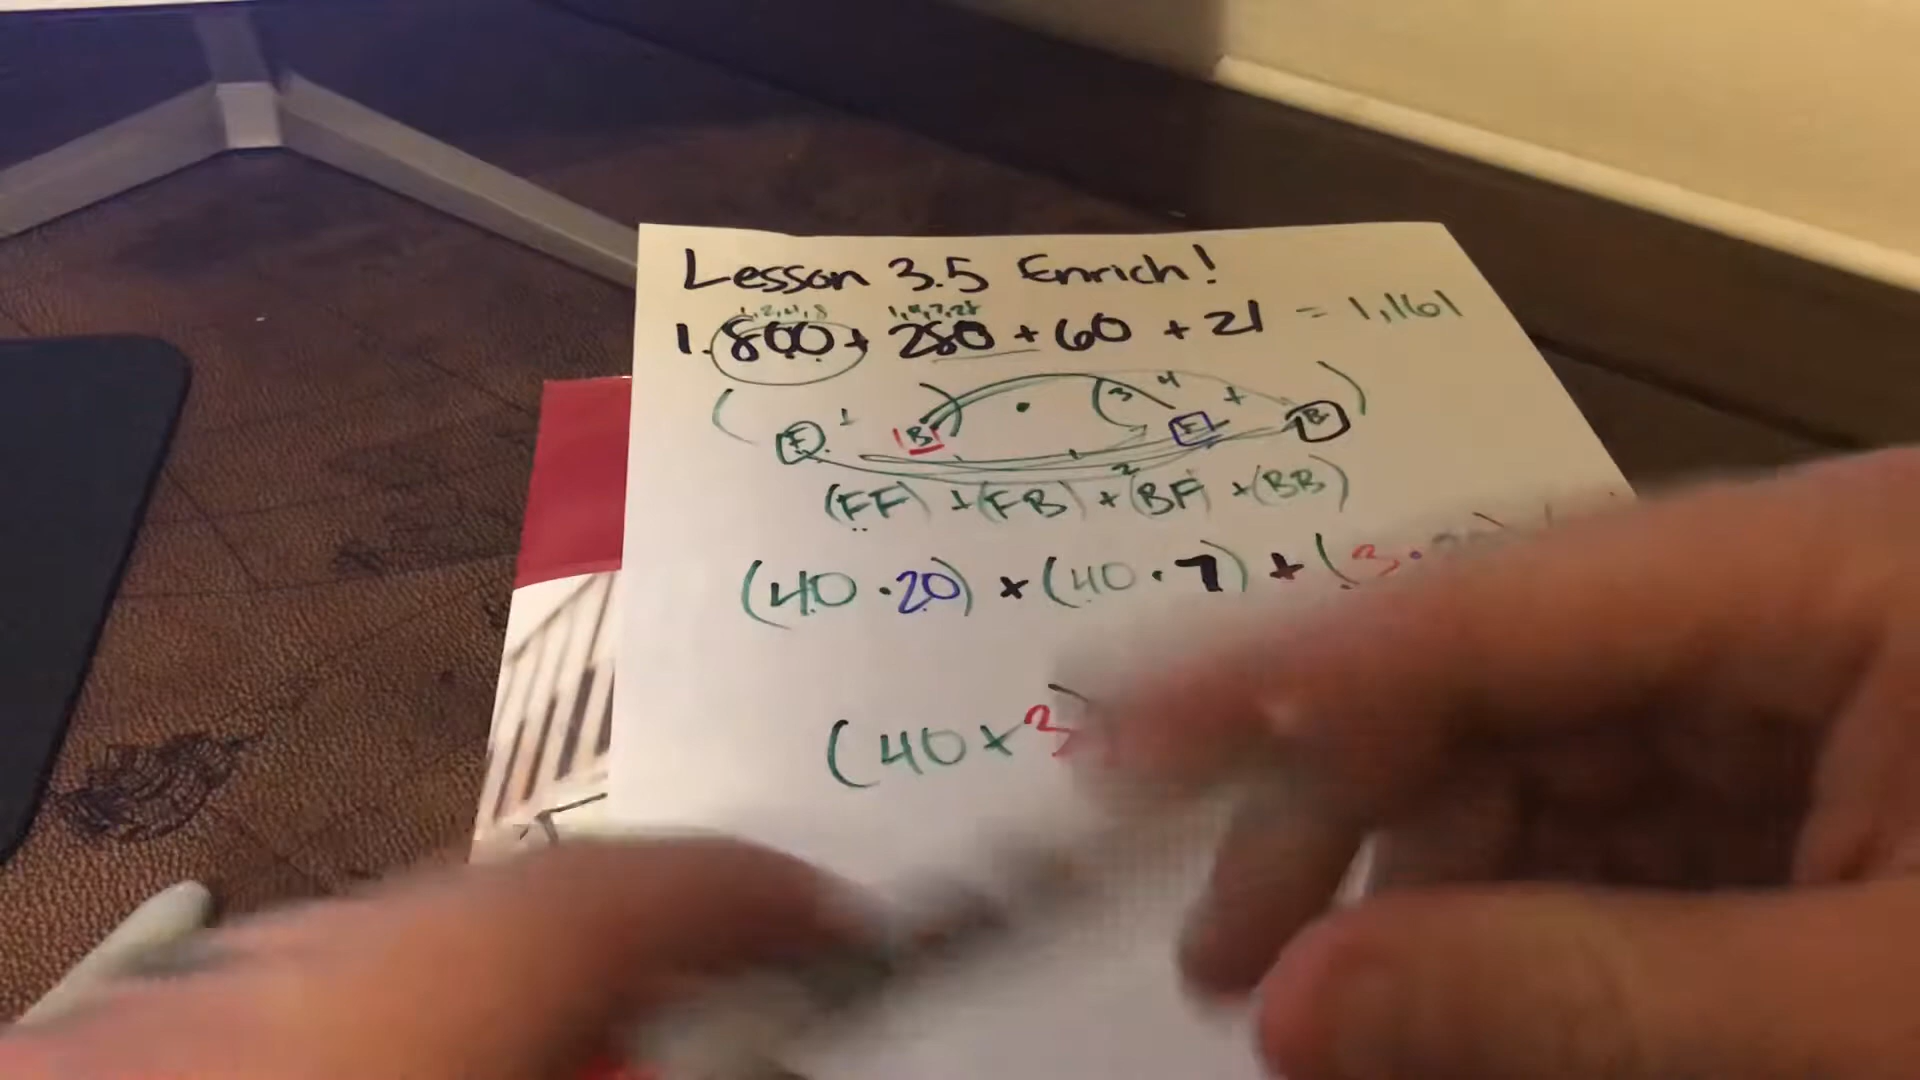 Lesson 3.5 Enrich!
1,2,4,8 1,4,7,28
1. 800 + 280 + 60 + 21 = 1,161
( F + B ) • ( F + B )
(FF) + (FB) + (BF) + (BB)
(40 · 20) + (40 · 7) + (3 ·
(40 + 3)